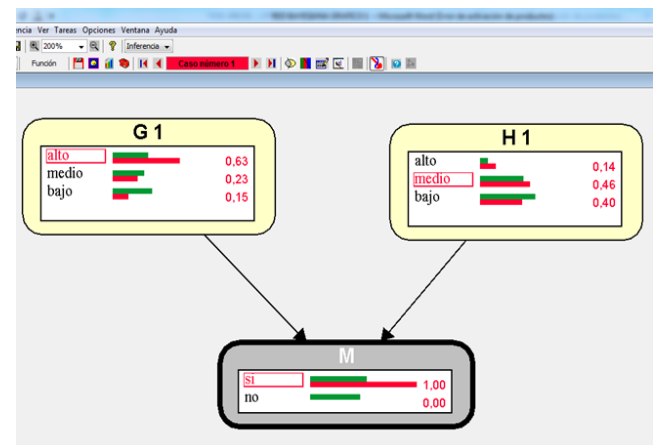 ncia Ver Tareas Opciones Ventana Ayuda
200% ? Inferencia
Función Caso número 1
G 1
alto 0,63
medio 0,23
bajo 0,15
H 1
alto 0,14
medio 0,46
bajo 0,40
M
si 1,00
no 0,00